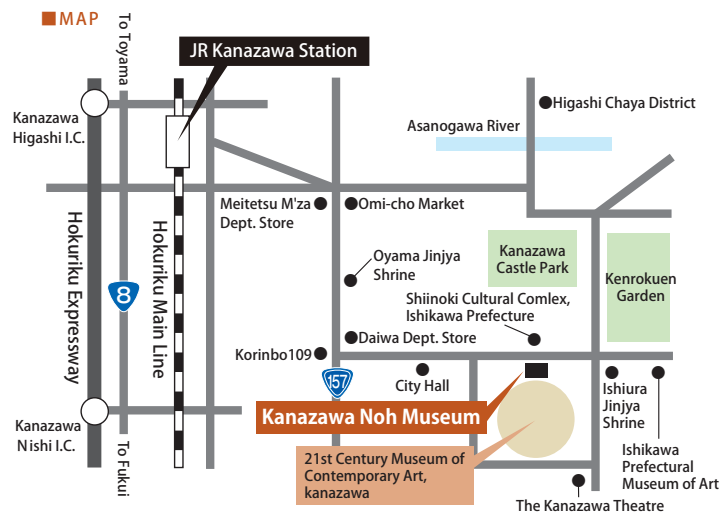 ■MAP
To Toyama
JR Kanazawa Station
Kanazawa
Higashi I.C.
Higashi Chaya District
Asanogawa River
Meitetsu M'za
Dept. Store
Omi-cho Market
Hokuriku Expressway
8
Hokuriku Main Line
Oyama Jinjya
Shrine
Kanazawa
Castle Park
Kenrokuen
Garden
Shiinoki Cultural Comlex,
Ishikawa Prefecture
Daiwa Dept. Store
Korinbo109
157
City Hall
Kanazawa Noh Museum
Ishiura
Jinjya
Shrine
Kanazawa
Nishi I.C.
To Fukui
21st Century Museum of
Contemporary Art,
kanazawa
Ishikawa
Prefectural
Museum of Art
The Kanazawa Theatre